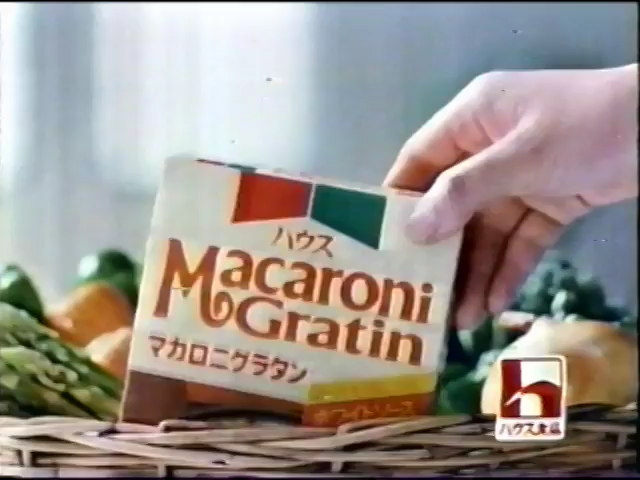 ハウス
Macaroni
Gratin
マカロニグラタン
ホワイトソース
ハウス食品